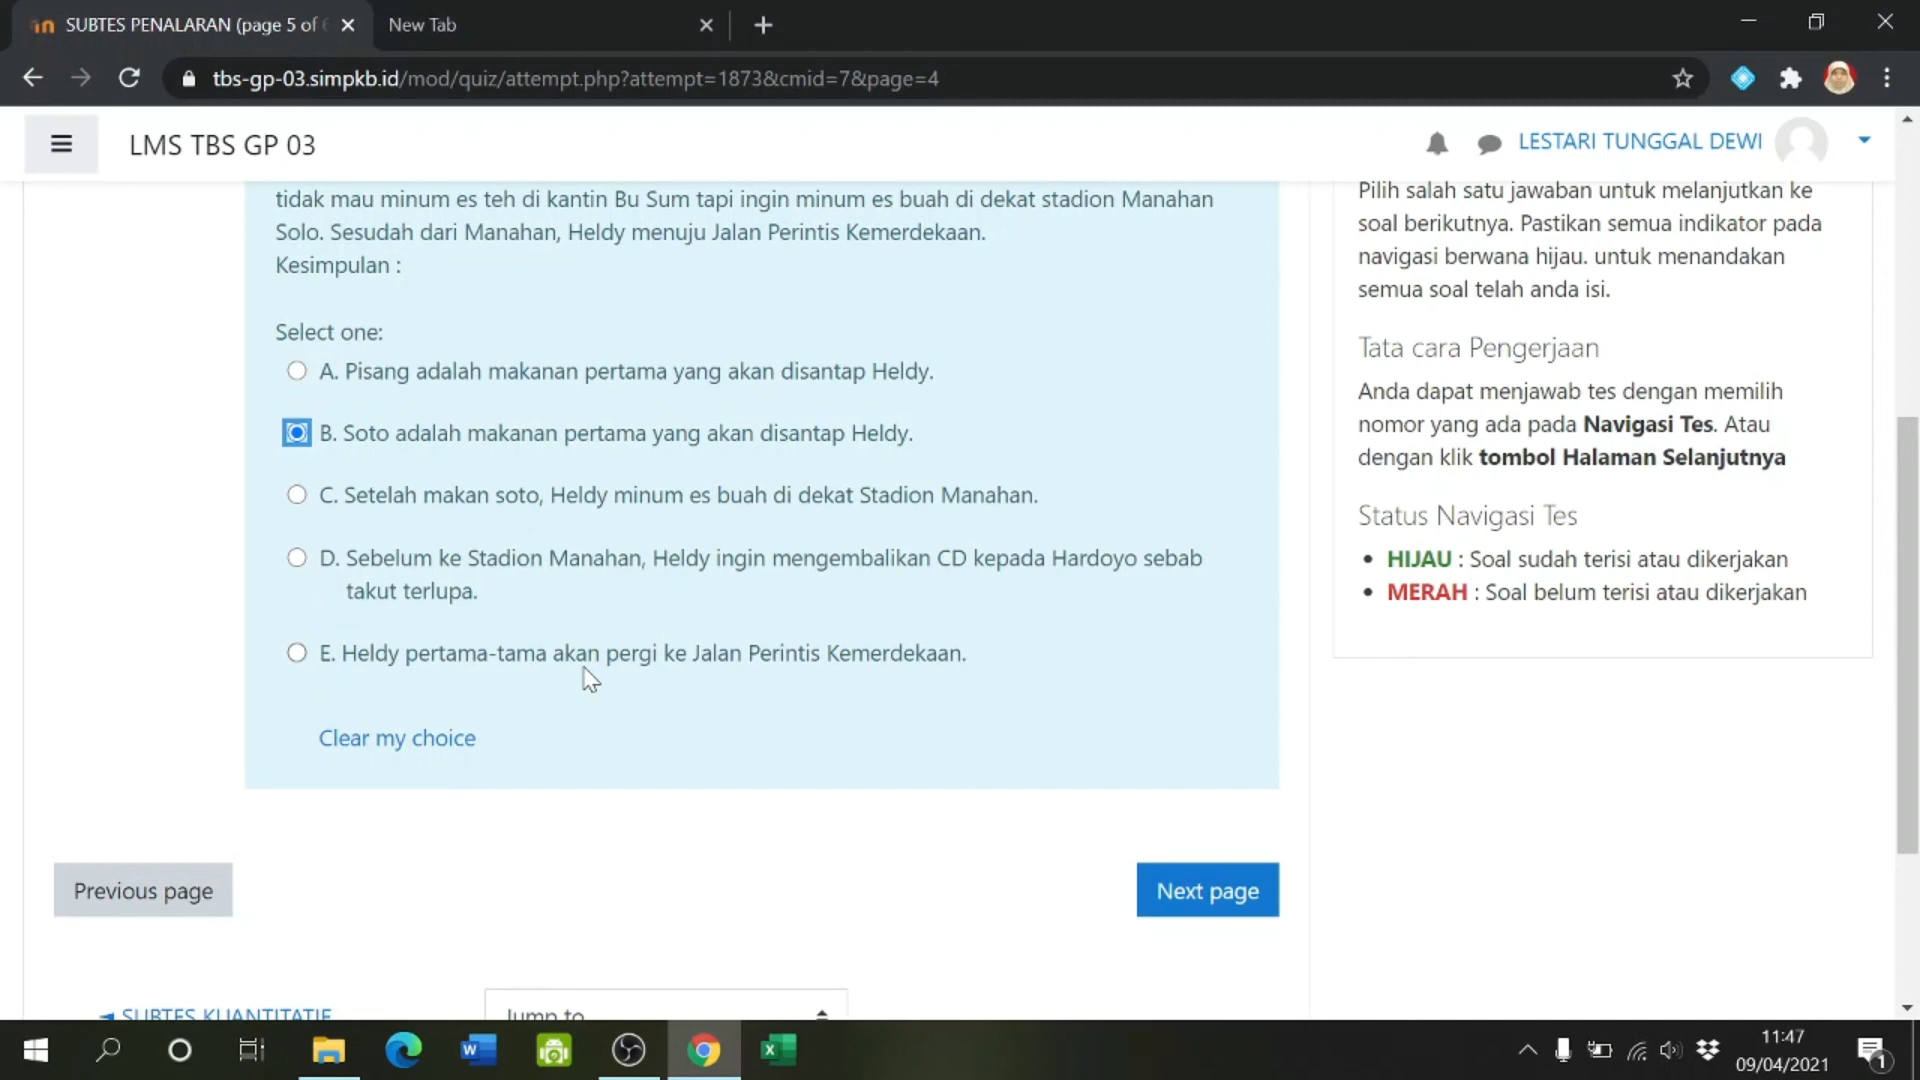 SUBTES PENALARAN (page 5 of 6
New Tab
tbs-gp-03.simpkb.id/mod/quiz/attempt.php?attempt=1873&cmid=7&page=4
LMS TBS GP 03
LESTARI TUNGGAL DEWI
tidak mau minum es teh di kantin Bu Sum tapi ingin minum es buah di dekat stadion Manahan
Solo. Sesudah dari Manahan, Heldy menuju Jalan Perintis Kemerdekaan.
Kesimpulan :
Select one:
A. Pisang adalah makanan pertama yang akan disantap Heldy.
B. Soto adalah makanan pertama yang akan disantap Heldy.
C. Setelah makan soto, Heldy minum es buah di dekat Stadion Manahan.
D. Sebelum ke Stadion Manahan, Heldy ingin mengembalikan CD kepada Hardoyo sebab
takut terlupa.
E. Heldy pertama-tama akan pergi ke Jalan Perintis Kemerdekaan.
Clear my choice
Previous page
Next page
SUBTES KUANTITATIF
Jump to
Pilih salah satu jawaban untuk melanjutkan ke
soal berikutnya. Pastikan semua indikator pada
navigasi berwana hijau. untuk menandakan
semua soal telah anda isi.
Tata cara Pengerjaan
Anda dapat menjawab tes dengan memilih
nomor yang ada pada Navigasi Tes. Atau
dengan klik tombol Halaman Selanjutnya
Status Navigasi Tes
HIJAU : Soal sudah terisi atau dikerjakan
MERAH : Soal belum terisi atau dikerjakan
11:47
09/04/2021
1